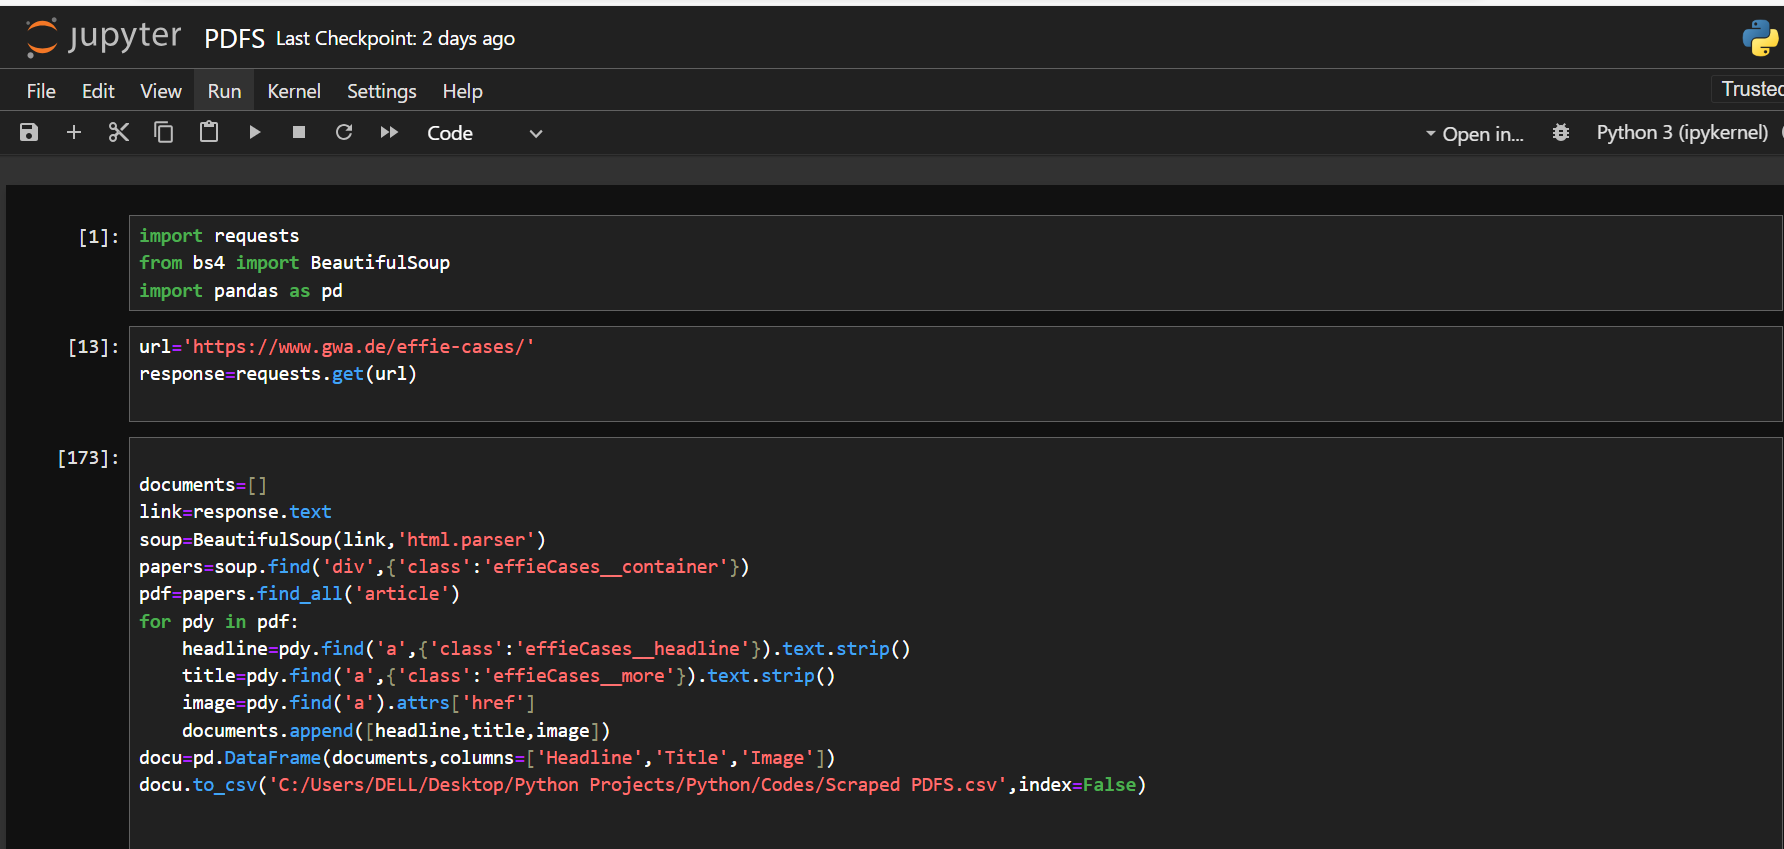 jupyter PDFS Last Checkpoint: 2 days ago
File Edit View Run Kernel Settings Help
Trusted
Code
Open in...
Python 3 (ipykernel)
[1]:
import requests
from bs4 import BeautifulSoup
import pandas as pd
[13]:
url='https://www.gwa.de/effie-cases/'
response=requests.get(url)
[173]:
documents=[]
link=response.text
soup=BeautifulSoup(link,'html.parser')
papers=soup.find('div',{'class':'effieCases__container'})
pdf=papers.find_all('article')
for pdy in pdf:
    headline=pdy.find('a',{'class':'effieCases__headline'}).text.strip()
    title=pdy.find('a',{'class':'effieCases__more'}).text.strip()
    image=pdy.find('a').attrs['href']
    documents.append([headline,title,image])
docu=pd.DataFrame(documents,columns=['Headline','Title','Image'])
docu.to_csv('C:/Users/DELL/Desktop/Python Projects/Python/Codes/Scraped PDFS.csv',index=False)